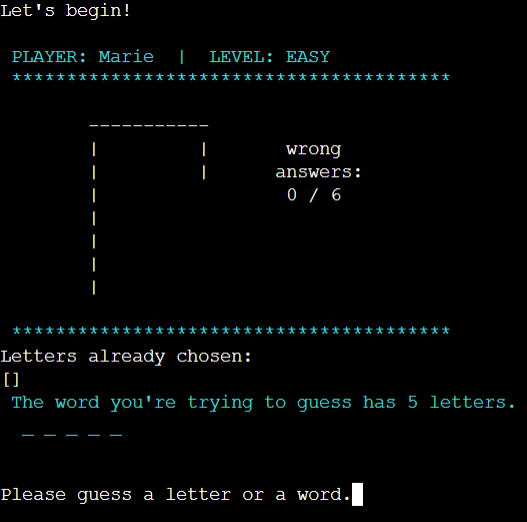 Let's begin!
PLAYER: Marie | LEVEL: EASY
****************************************
-----------
| | wrong
| | answers:
| 0 / 6
|
|
|
|
****************************************
Letters already chosen:
[]
The word you're trying to guess has 5 letters.
_ _ _ _ _
Please guess a letter or a word.